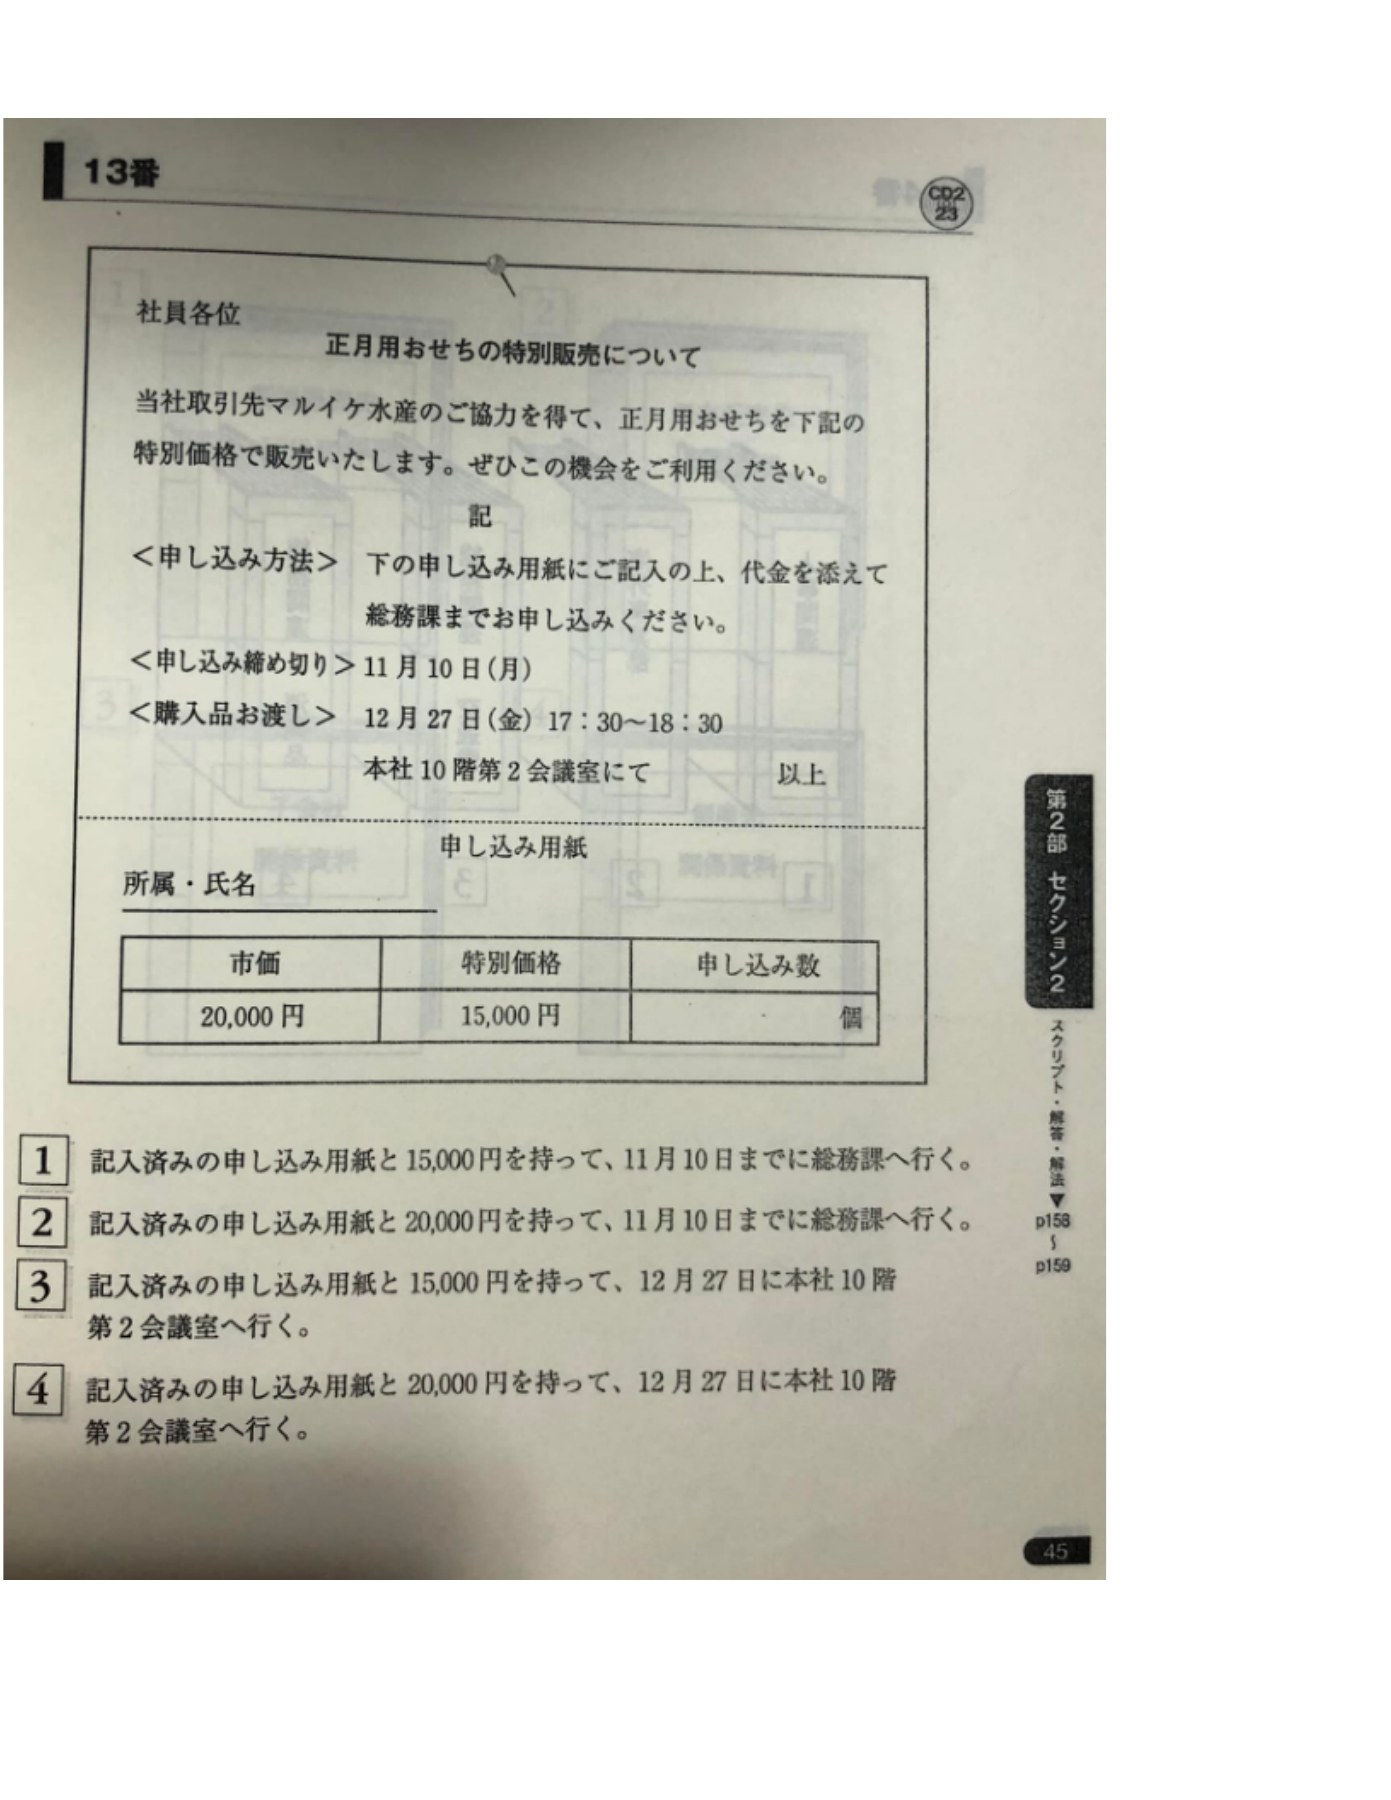 13番
CD2
23
社員各位
正月用おせちの特別販売について
当社取引先マルイケ水産のご協力を得て、正月用おせちを下記の
特別価格で販売いたします。ぜひこの機会をご利用ください。
記
＜申し込み方法＞ 下の申し込み用紙にご記入の上、代金を添えて
総務課までお申し込みください。
＜申し込み締め切り＞ 11月10日（月）
＜購入品お渡し＞ 12月27日（金）17：30～18：30
本社10階第2会議室にて 以上
申し込み用紙
所属・氏名
市価 特別価格 申し込み数
20,000円 15,000円 個
1 記入済みの申し込み用紙と15,000円を持って、11月10日までに総務課へ行く。
2 記入済みの申し込み用紙と20,000円を持って、11月10日までに総務課へ行く。
3 記入済みの申し込み用紙と15,000円を持って、12月27日に本社10階
第2会議室へ行く。
4 記入済みの申し込み用紙と20,000円を持って、12月27日に本社10階
第2会議室へ行く。
第2部 セクション2
スクリプト・解答・解法▼
p158
～
p159
45